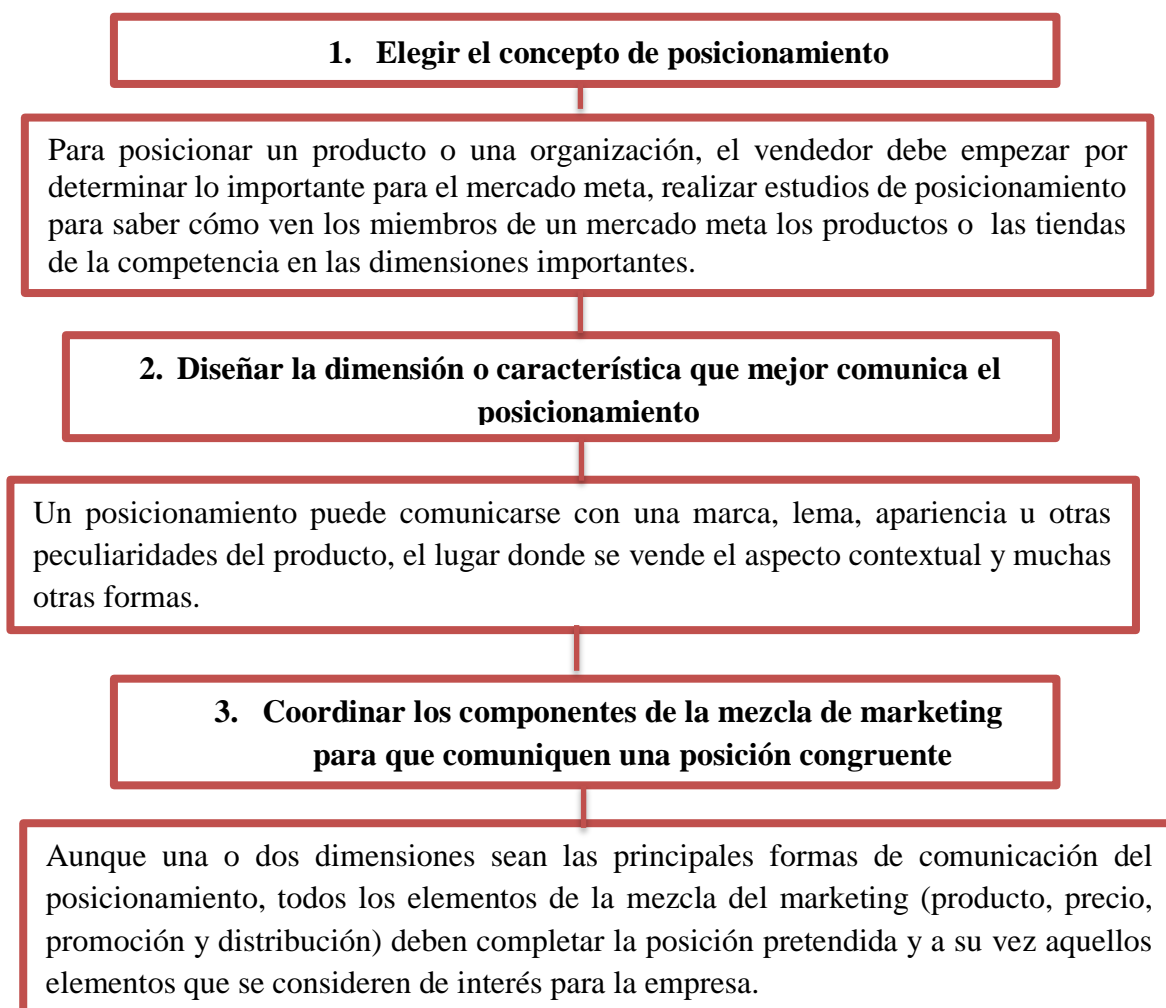 1. Elegir el concepto de posicionamiento
Para posicionar un producto o una organización, el vendedor debe empezar por
determinar lo importante para el mercado meta, realizar estudios de posicionamiento
para saber cómo ven los miembros de un mercado meta los productos o las tiendas
de la competencia en las dimensiones importantes.
2. Diseñar la dimensión o característica que mejor comunica el
posicionamiento
Un posicionamiento puede comunicarse con una marca, lema, apariencia u otras
peculiaridades del producto, el lugar donde se vende el aspecto contextual y muchas
otras formas.
3. Coordinar los componentes de la mezcla de marketing
para que comuniquen una posición congruente
Aunque una o dos dimensiones sean las principales formas de comunicación del
posicionamiento, todos los elementos de la mezcla del marketing (producto, precio,
promoción y distribución) deben completar la posición pretendida y a su vez aquellos
elementos que se consideren de interés para la empresa.